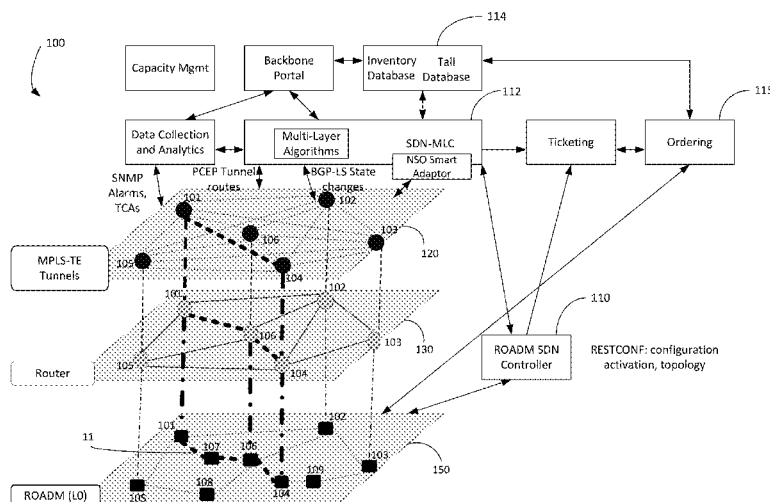 100
114
Capacity Mgmt
Backbone
Portal
Inventory
Database
Tail
Database
112
115
Data Collection
and Analytics
Multi-Layer
Algorithms
SDN-MLC
NSO Smart
Adaptor
Ticketing
Ordering
SNMP
Alarms,
TCAs
PCEP Tunnel
routes
BGP-LS State
changes
101
102
106
103
105
104
120
MPLS-TE
Tunnels
101
102
106
103
105
104
130
110
Router
ROADM SDN
Controller
RESTCONF: configuration
activation, topology
101
102
11
107
106
103
105
108
104
109
150
ROADM (L0)